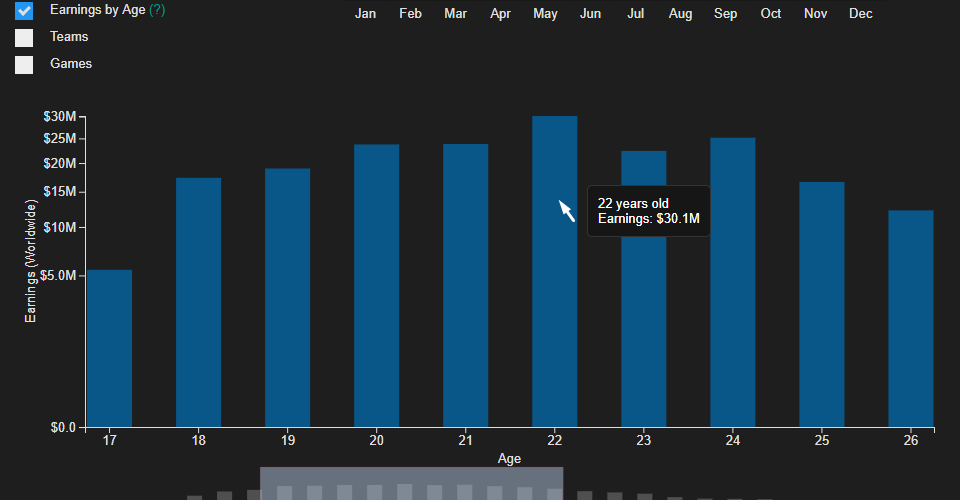 Earnings by Age (?)
Teams
Games
Jan Feb Mar Apr May Jun Jul Aug Sep Oct Nov Dec
$30M
$25M
$20M
$15M
$10M
$5.0M
$0.0
Earnings (Worldwide)
22 years old
Earnings: $30.1M
17 18 19 20 21 22 23 24 25 26
Age